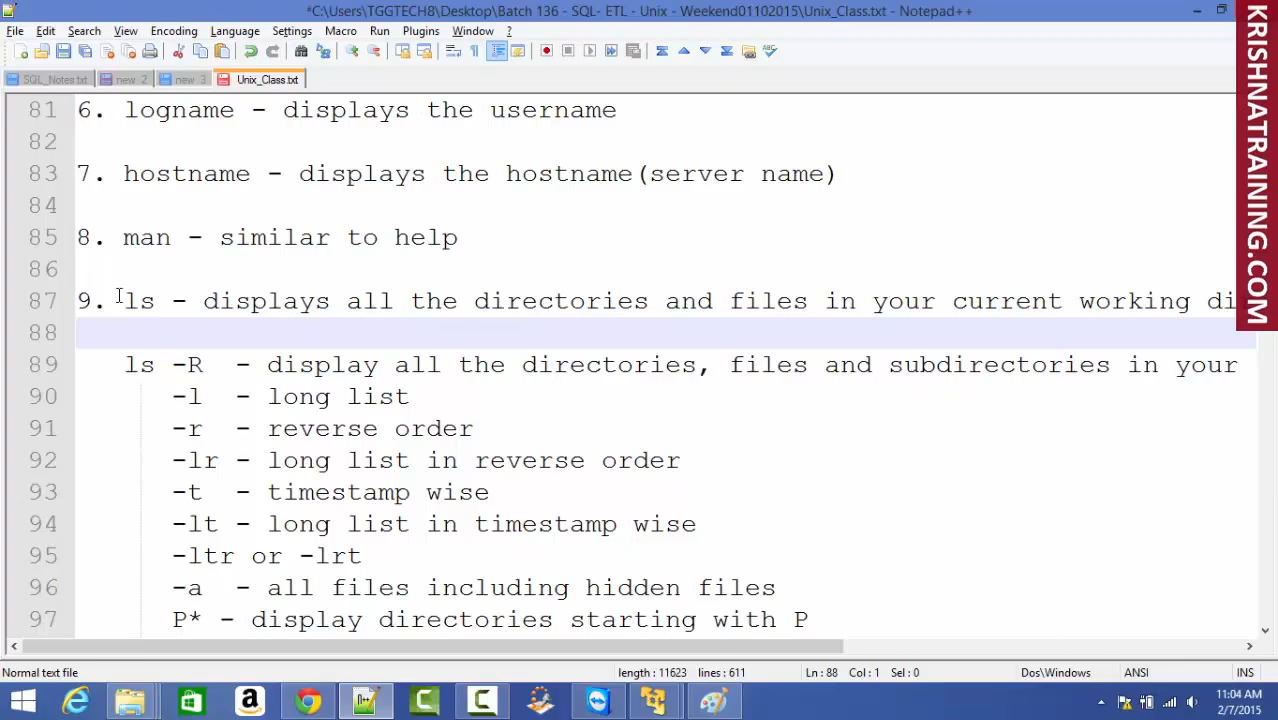 *C:\Users\TGGTECH8\Desktop\Batch 136 - SQL- ETL - Unix - Weekend01102015\Unix_Class.txt - Notepad++
File Edit Search View Encoding Language Settings Macro Run Plugins Window ?
SQL_Notes.txt new 2 new 3 Unix_Class.txt
81 6. logname - displays the username
82
83 7. hostname - displays the hostname(server name)
84
85 8. man - similar to help
86
87 9. ls - displays all the directories and files in your current working di
88
89 ls -R - display all the directories, files and subdirectories in your
90 -l - long list
91 -r - reverse order
92 -lr - long list in reverse order
93 -t - timestamp wise
94 -lt - long list in timestamp wise
95 -ltr or -lrt
96 -a - all files including hidden files
97 P* - display directories starting with P
Normal text file length : 11623 lines : 611 Ln : 88 Col : 1 Sel : 0 Dos\Windows ANSI INS
11:04 AM
2/7/2015
KRISHNATRAINING.COM